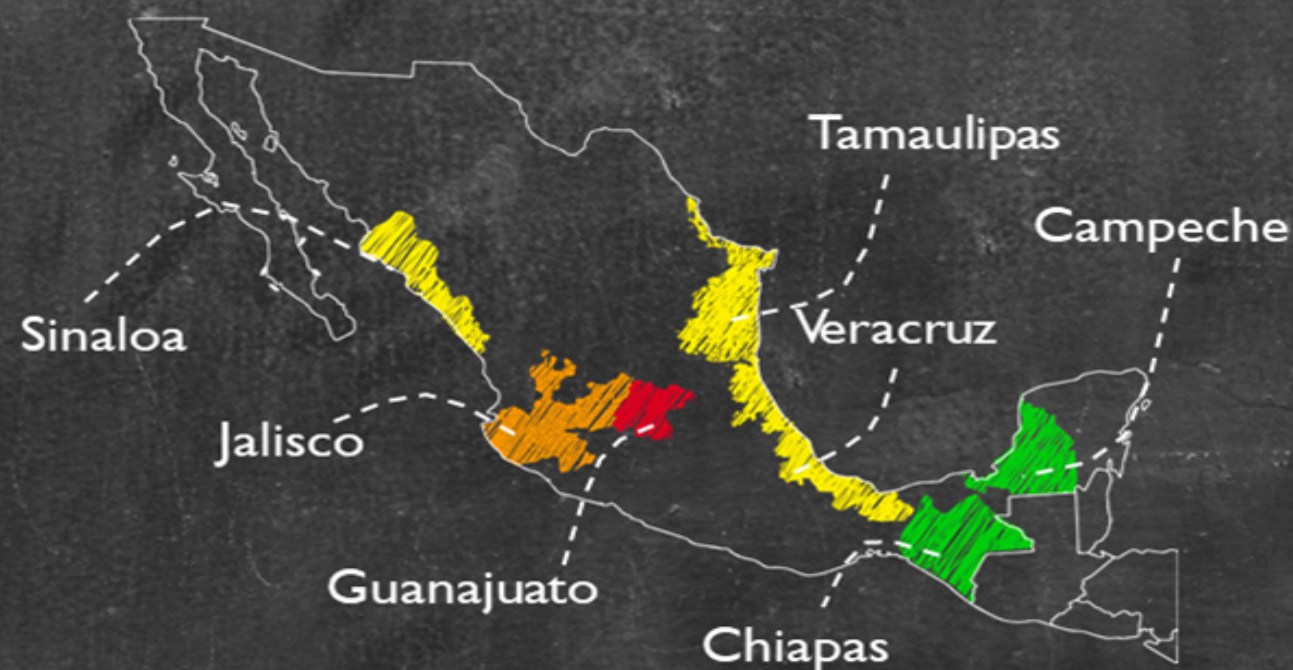 Tamaulipas
Campeche
Sinaloa
Veracruz
Jalisco
Guanajuato
Chiapas